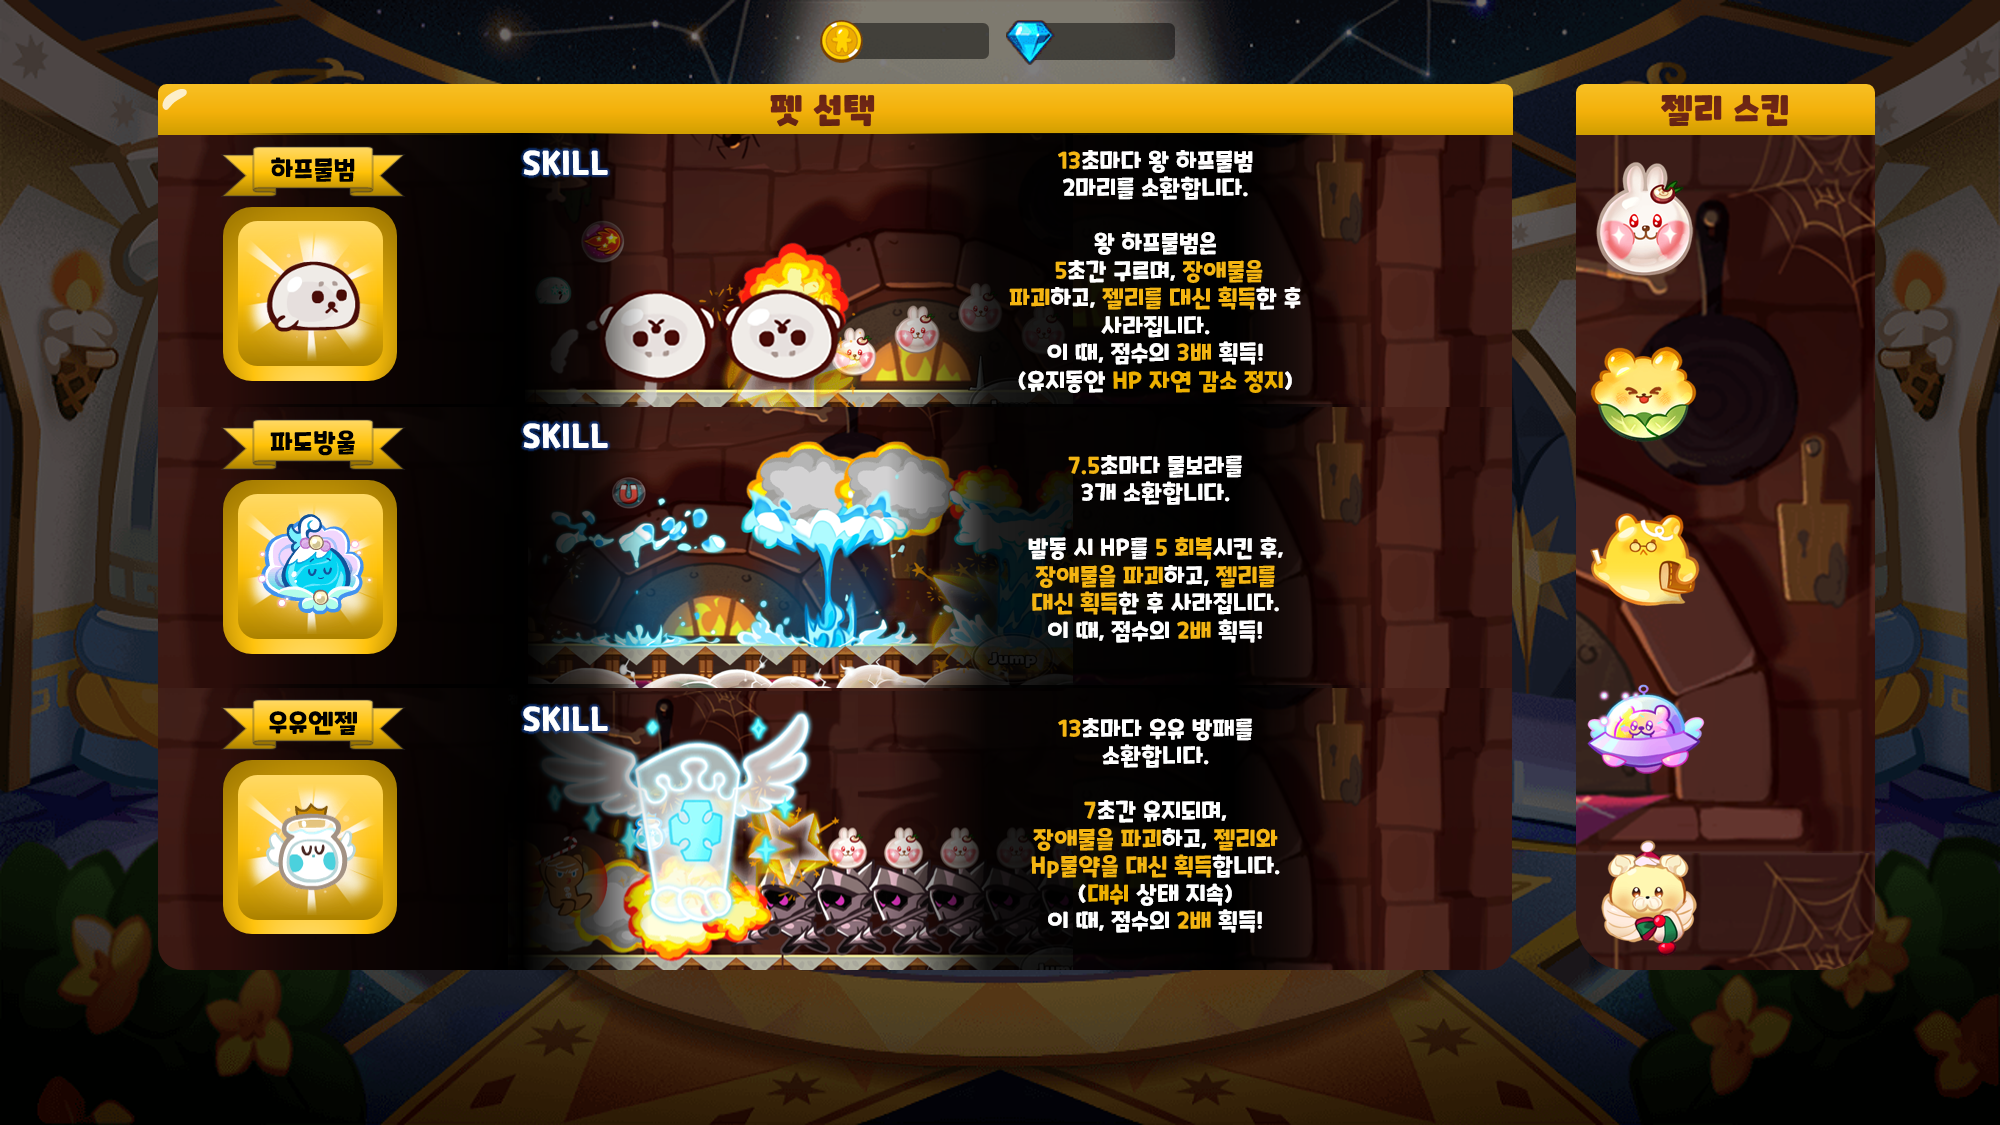 펫 선택
젤리 스킨
하프물범
SKILL
13초마다 왕 하프물범
2마리를 소환합니다.
왕 하프물범은
5초간 구르며, 장애물을
파괴하고, 젤리를 대신 획득한 후
사라집니다.
이 때, 점수의 3배 획득!
(유지동안 HP 자연 감소 정지)
파도방울
SKILL
7.5초마다 물보라를
3개 소환합니다.
발동 시 HP를 5 회복시킨 후,
장애물을 파괴하고, 젤리를
대신 획득한 후 사라집니다.
이 때, 점수의 2배 획득!
Jump
우유엔젤
SKILL
13초마다 우유 방패를
소환합니다.
7초간 유지되며,
장애물을 파괴하고, 젤리와
Hp물약을 대신 획득합니다.
(대쉬 상태 지속)
이 때, 점수의 2배 획득!